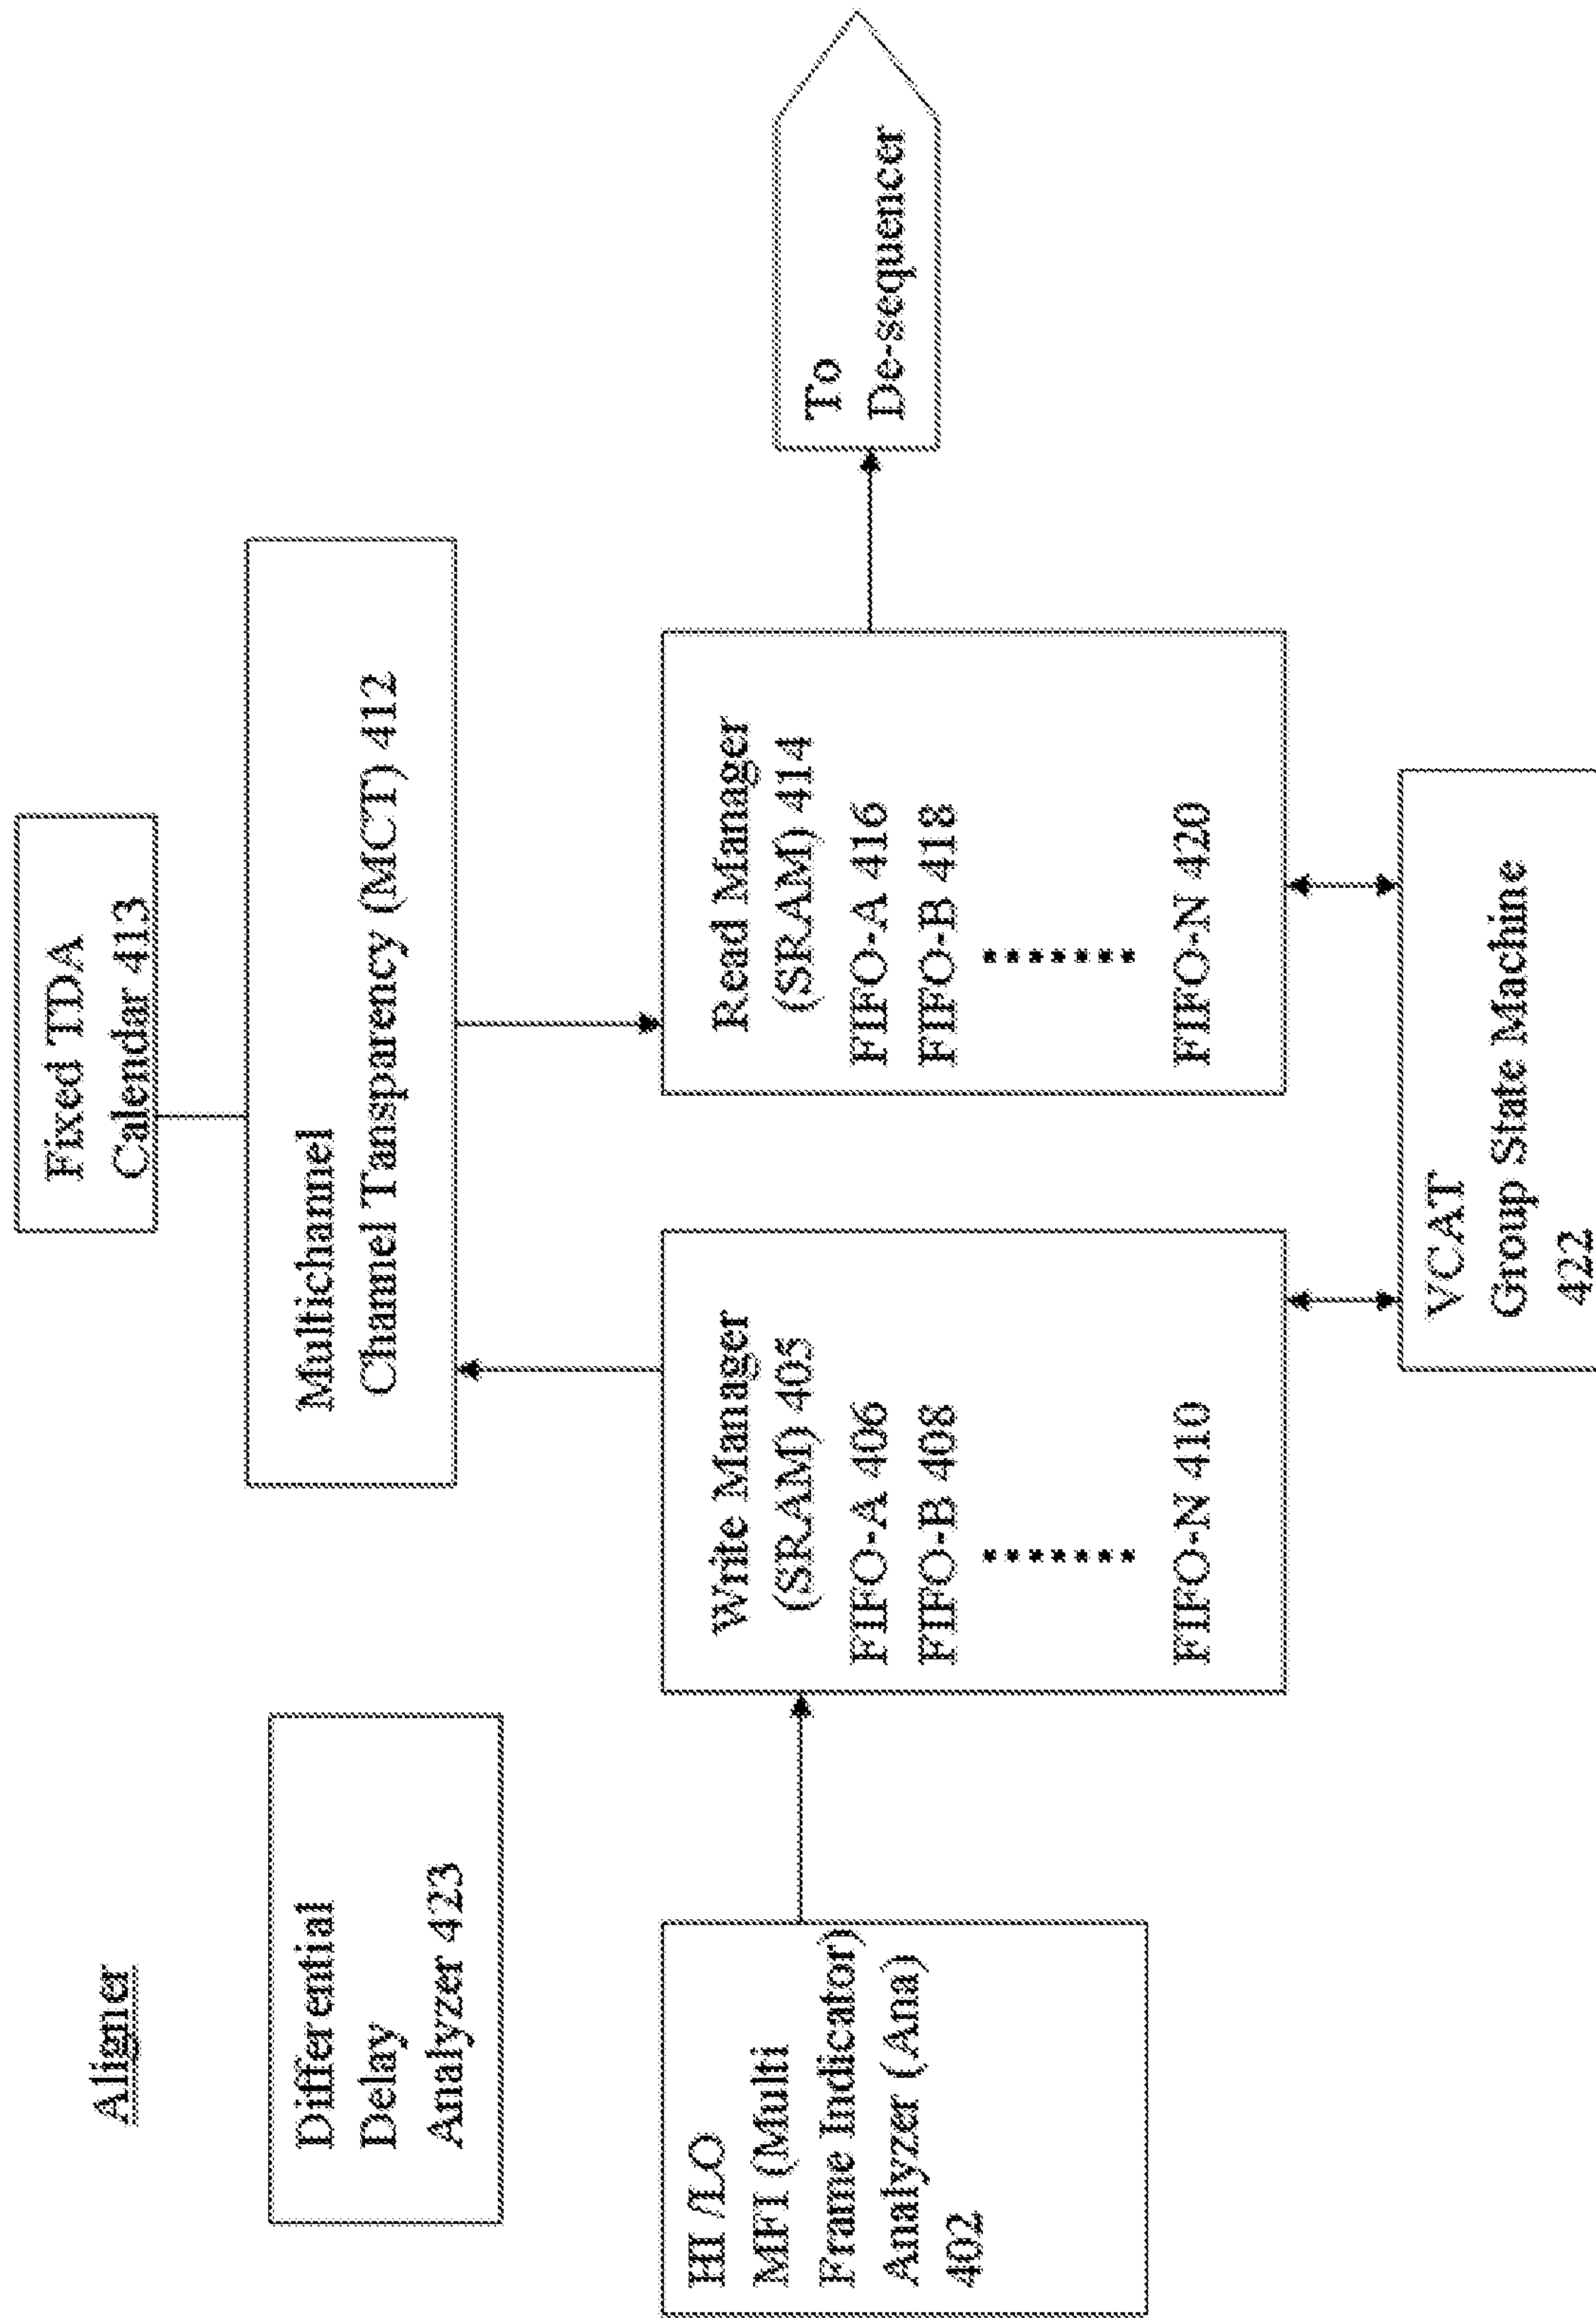 Aligner
Differential
Delay
Analyzer 423
Fixed TDA
Calendar 413
Multichannel
Channel Tansparency (MCT) 412
HI /LO
MFI (Multi
Frame Indicator)
Analyzer (Ana)
402
Write Manager
(SRAM) 405
FIFO-A 406
FIFO-B 408
FIFO-N 410
Read Manager
(SRAM) 414
FIFO-A 416
FIFO-B 418
FIFO-N 420
To
De-sequencer
VCAT
Group State Machine
422